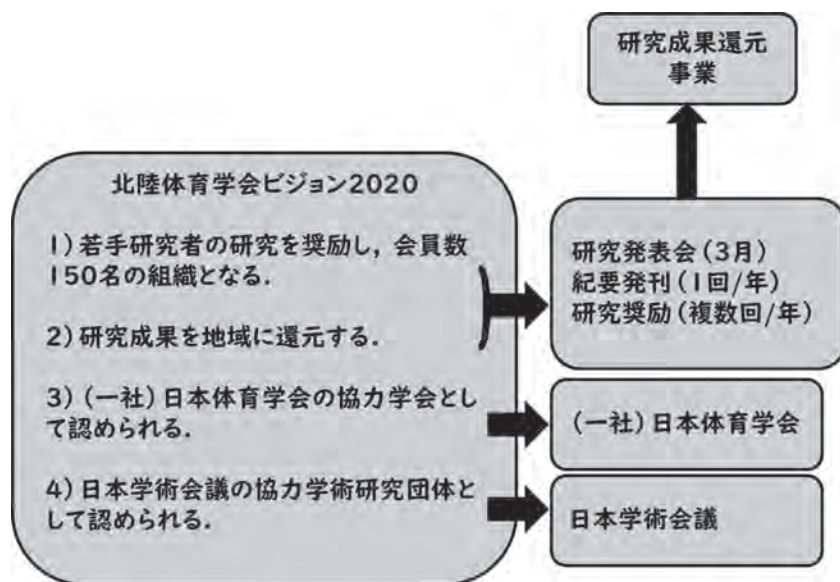 研究成果還元
事業
北陸体育学会ビジョン2020
1)若手研究者の研究を奨励し,会員数
150名の組織となる.
2)研究成果を地域に還元する.
3)(一社)日本体育学会の協力学会とし
て認められる.
4)日本学術会議の協力学術研究団体と
して認められる.
研究発表会(3月)
紀要発刊(1回/年)
研究奨励(複数回/年)
(一社)日本体育学会
日本学術会議